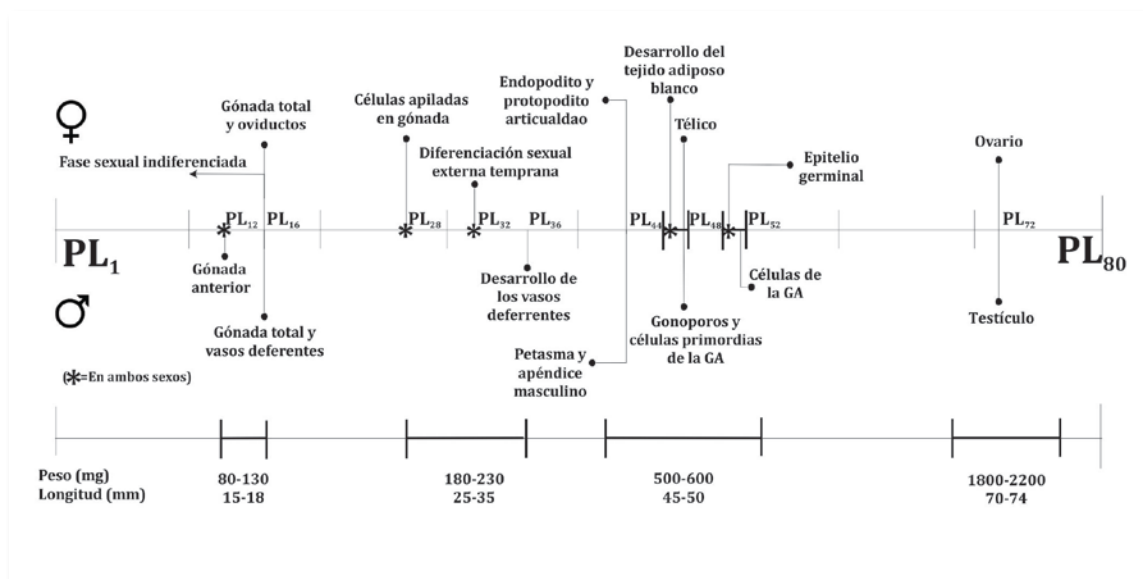 Desarrollo del
tejido adiposo
blanco
Endopodito y
protopodito
articualdao
Gónada total
y oviductos
Células apiladas
en gónada
Télico
Ovario
Diferenciación sexual
externa temprana
Epitelio
germinal
Fase sexual indiferenciada
PL12
PL16
PL28
PL32
PL36
PL44
PL48
PL52
PL72
PL1
PL80
Gónada
anterior
Desarrollo de
los vasos
deferrentes
Células de
la GA
Gónada total y
vasos deferentes
Gonoporos y
células primordias
de la GA
Testículo
Petasma y
apéndice
masculino
(*=En ambos sexos)
Peso (mg) 80-130 180-230 500-600 1800-2200
Longitud (mm) 15-18 25-35 45-50 70-74